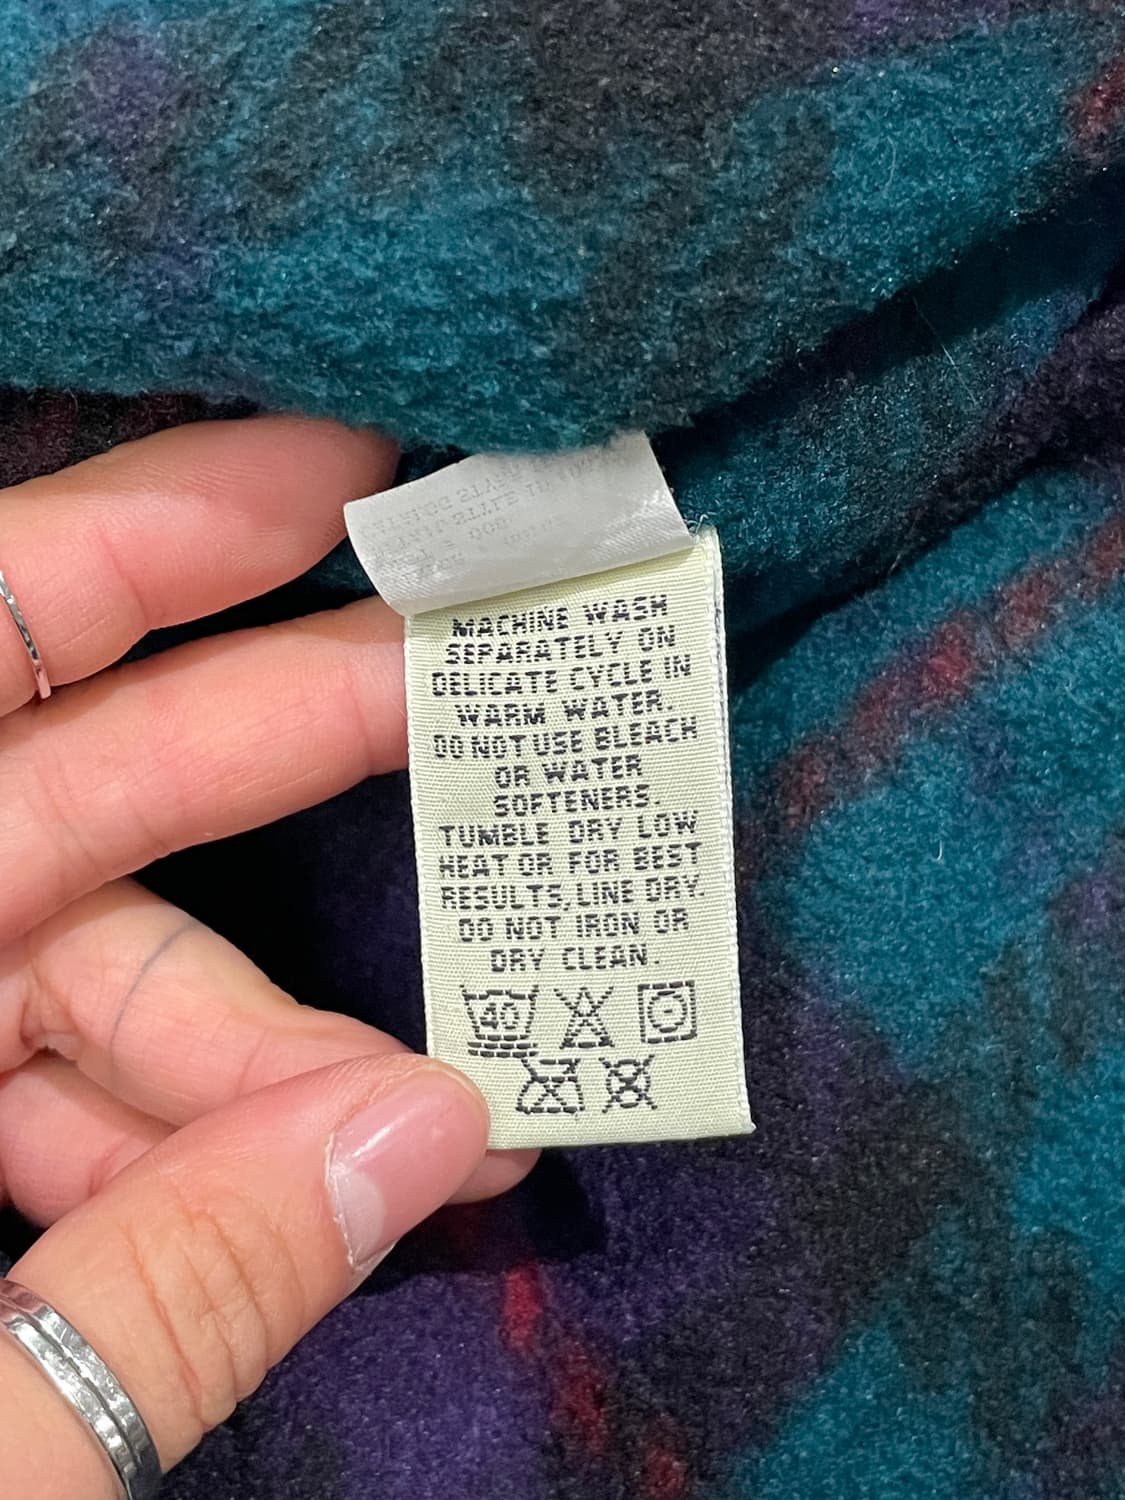 MACHINE WASH
SEPARATELY ON
DELICATE CYCLE IN
WARM WATER.
DO NOT USE BLEACH
OR WATER
SOFTENERS.
TUMBLE DRY LOW
HEAT OR FOR BEST
RESULTS, LINE DRY.
DO NOT IRON OR
DRY CLEAN.
40